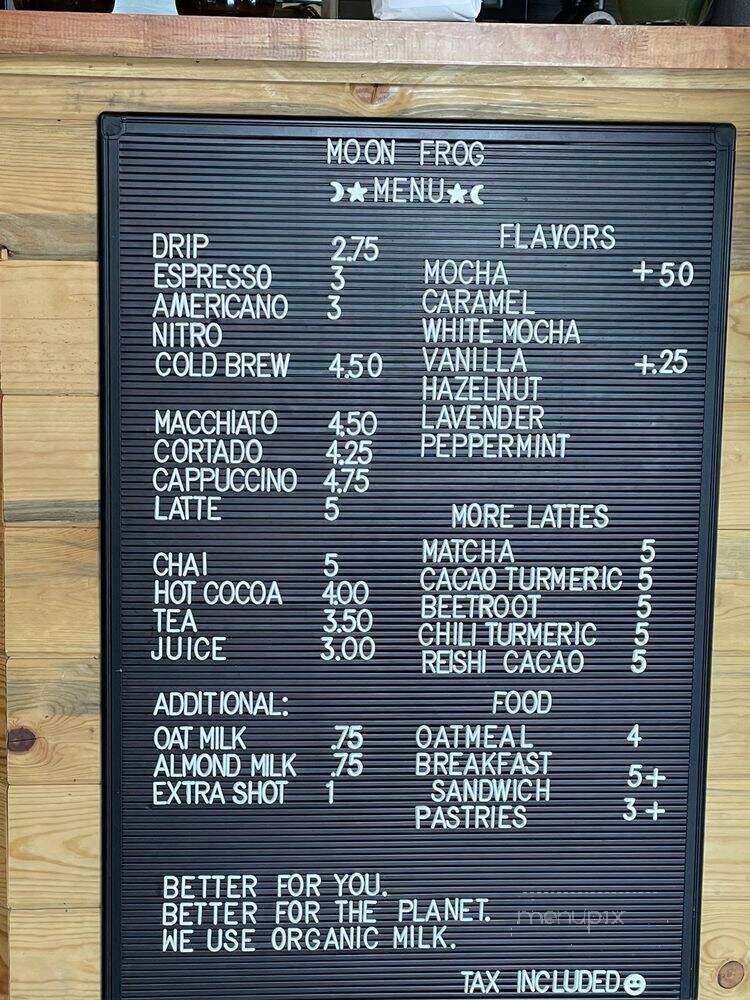 MOON FROG
☽★MENU★☾
DRIP 2.75
ESPRESSO 3
AMERICANO 3
NITRO
COLD BREW 4.50
MACCHIATO 4.50
CORTADO 4.25
CAPPUCCINO 4.75
LATTE 5
CHAI 5
HOT COCOA 4.00
TEA 3.50
JUICE 3.00
ADDITIONAL:
OAT MILK .75
ALMOND MILK .75
EXTRA SHOT 1
FLAVORS
MOCHA +50
CARAMEL
WHITE MOCHA
VANILLA +.25
HAZELNUT
LAVENDER
PEPPERMINT
MORE LATTES
MATCHA 5
CACAO TURMERIC 5
BEETROOT 5
CHILI TURMERIC 5
REISHI CACAO 5
FOOD
OATMEAL 4
BREAKFAST
SANDWICH 5+
PASTRIES 3+
BETTER FOR YOU.
BETTER FOR THE PLANET.
WE USE ORGANIC MILK.
menupix
TAX INCLUDED☻